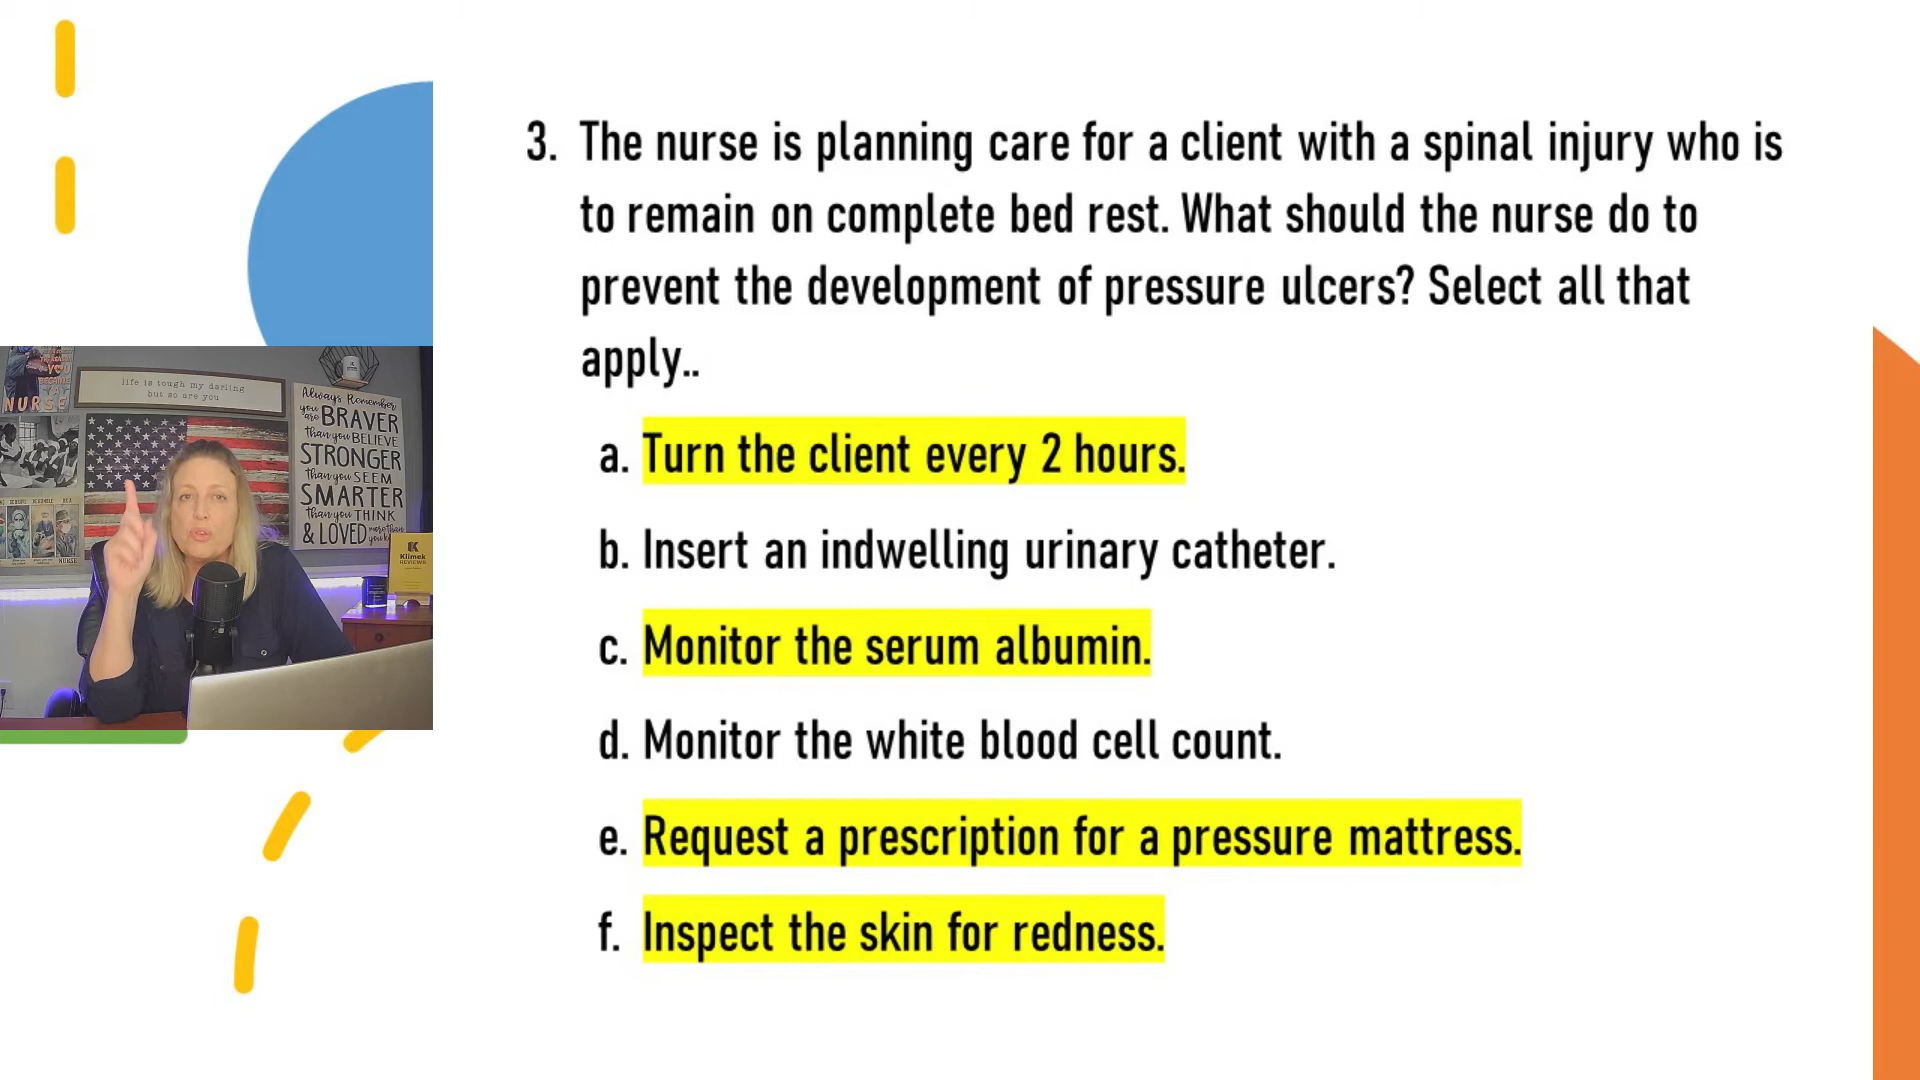 3. The nurse is planning care for a client with a spinal injury who is
to remain on complete bed rest. What should the nurse do to
prevent the development of pressure ulcers? Select all that
apply..
a. Turn the client every 2 hours.
b. Insert an indwelling urinary catheter.
c. Monitor the serum albumin.
d. Monitor the white blood cell count.
e. Request a prescription for a pressure mattress.
f. Inspect the skin for redness.
NURSE
life is tough my darling
but so are you
Always Remember
you are BRAVER
than you BELIEVE
STRONGER
than you SEEM
SMARTER
than you THINK
& LOVED more than
NURSE
Klimek
REVIEWS